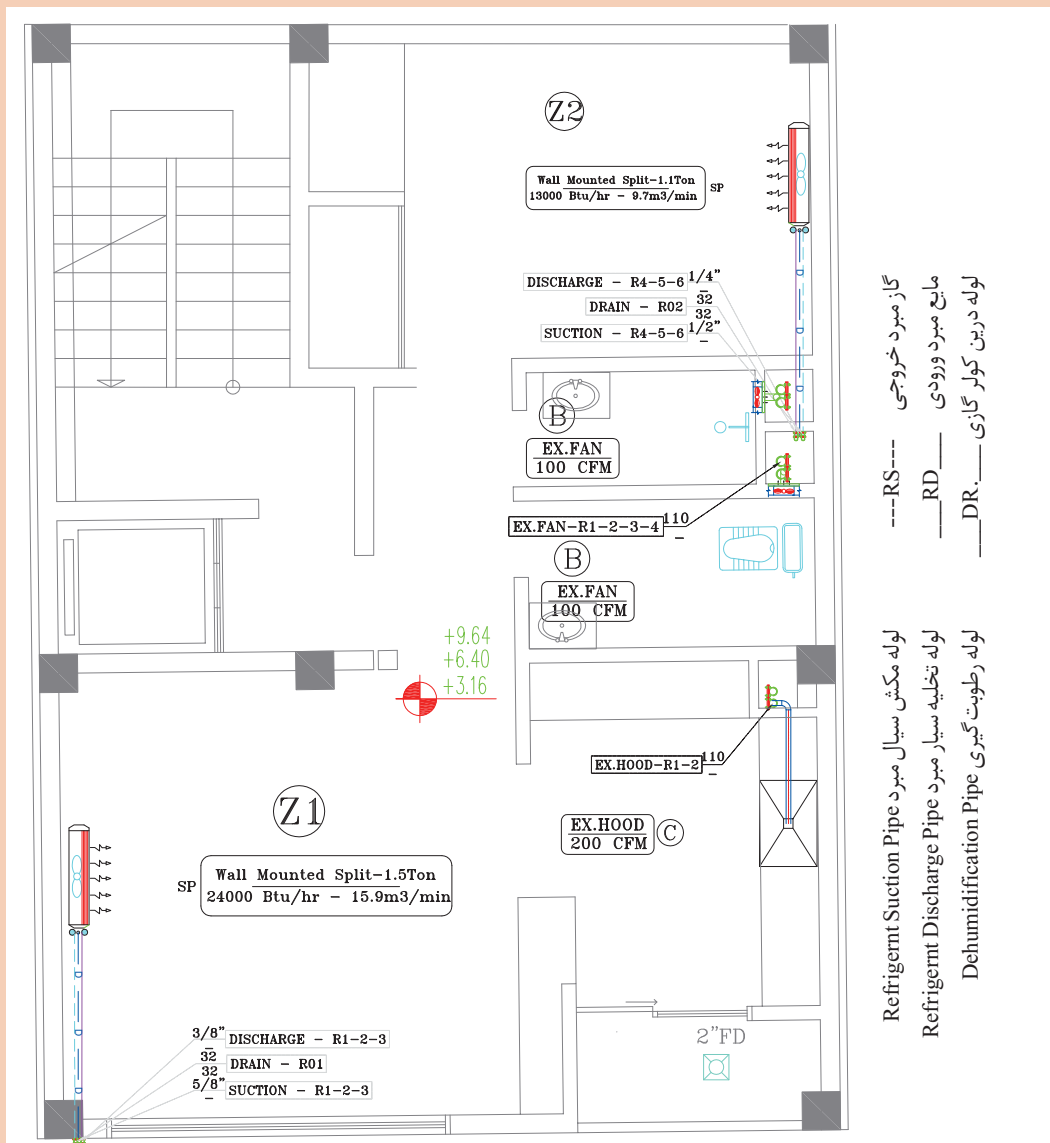 Z2
Wall Mounted Split-1.1Ton
13000 Btu/hr - 9.7m3/min
SP
DISCHARGE - R4-5-6 1/4"
DRAIN - R02 32
32
SUCTION - R4-5-6 1/2"
B
EX.FAN
100 CFM
EX.FAN-R1-2-3-4 110
B
EX.FAN
100 CFM
+9.64
+6.40
+3.16
EX.HOOD-R1-2 110
Z1
EX.HOOD
200 CFM
C
SP
Wall Mounted Split-1.5Ton
24000 Btu/hr - 15.9m3/min
3/8" DISCHARGE - R1-2-3
32 DRAIN - R01
32
5/8" SUCTION - R1-2-3
2"FD
---RS--- گاز مبرد خروجی
___RD___ مایع مبرد ورودی
___DR.___ لوله درین کولر گازی
Refrigernt Suction Pipe لوله مکش سیال مبرد
Refrigernt Discharge Pipe لوله تخلیه سیار مبرد
Dehumidification Pipe لوله رطوبت گیری